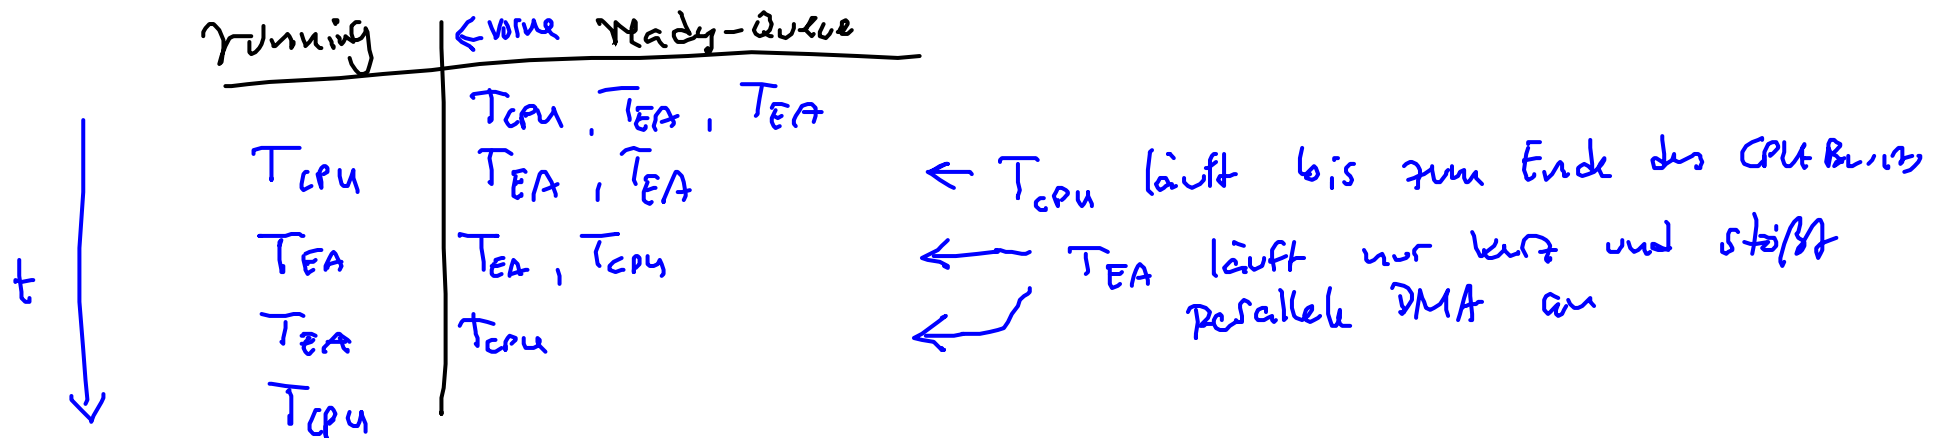 running ← vorne ready-Queue
T_CPU, T_EA, T_EA
T_CPU T_EA, T_EA ← T_CPU läuft bis zum Ende des CPU
T_EA T_EA, T_CPU ← T_EA läuft nur kurz und stößt
parallele DMA an
t
T_EA T_CPU ←
T_CPU